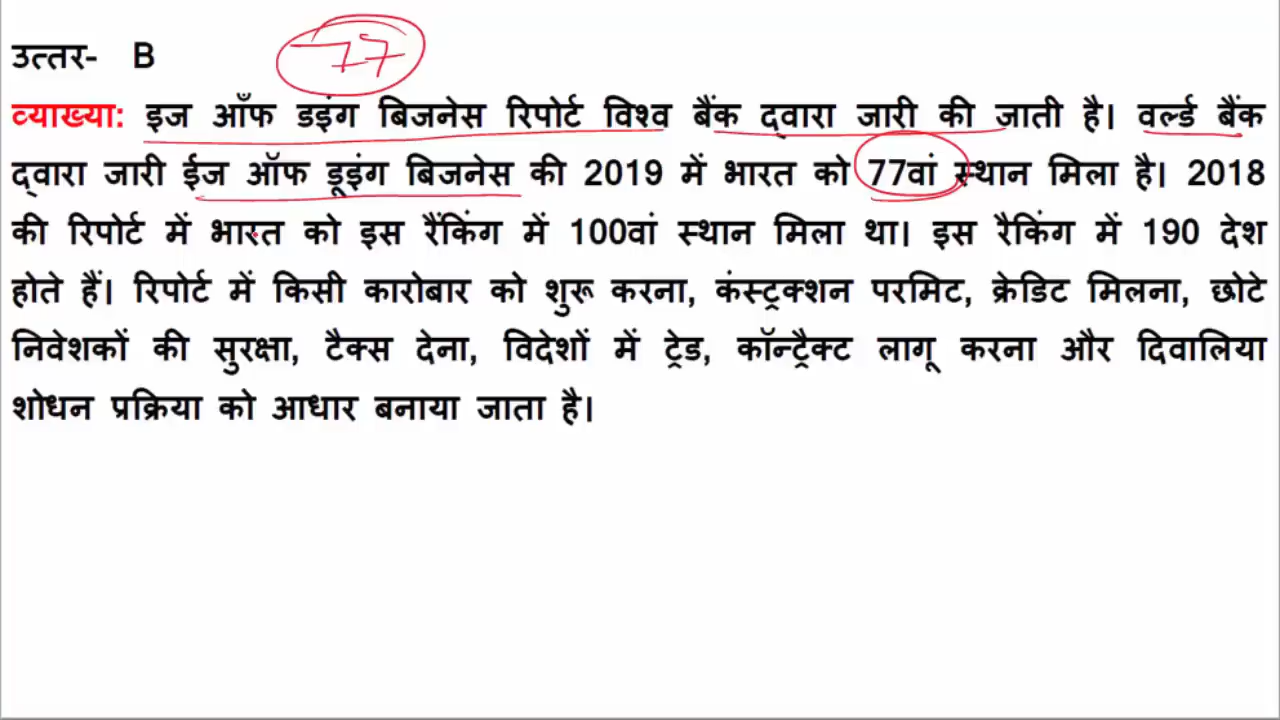 उत्तर- B 77
व्याख्या: इज ऑफ डइंग बिजनेस रिपोर्ट विश्व बैंक द्वारा जारी की जाती है। वर्ल्ड बैंक
द्वारा जारी ईज ऑफ डूइंग बिजनेस की 2019 में भारत को 77वां स्थान मिला है। 2018
की रिपोर्ट में भारत को इस रैंकिंग में 100वां स्थान मिला था। इस रैकिंग में 190 देश
होते हैं। रिपोर्ट में किसी कारोबार को शुरू करना, कंस्ट्रक्शन परमिट, क्रेडिट मिलना, छोटे
निवेशकों की सुरक्षा, टैक्स देना, विदेशों में ट्रेड, कॉन्ट्रैक्ट लागू करना और दिवालिया
शोधन प्रक्रिया को आधार बनाया जाता है।